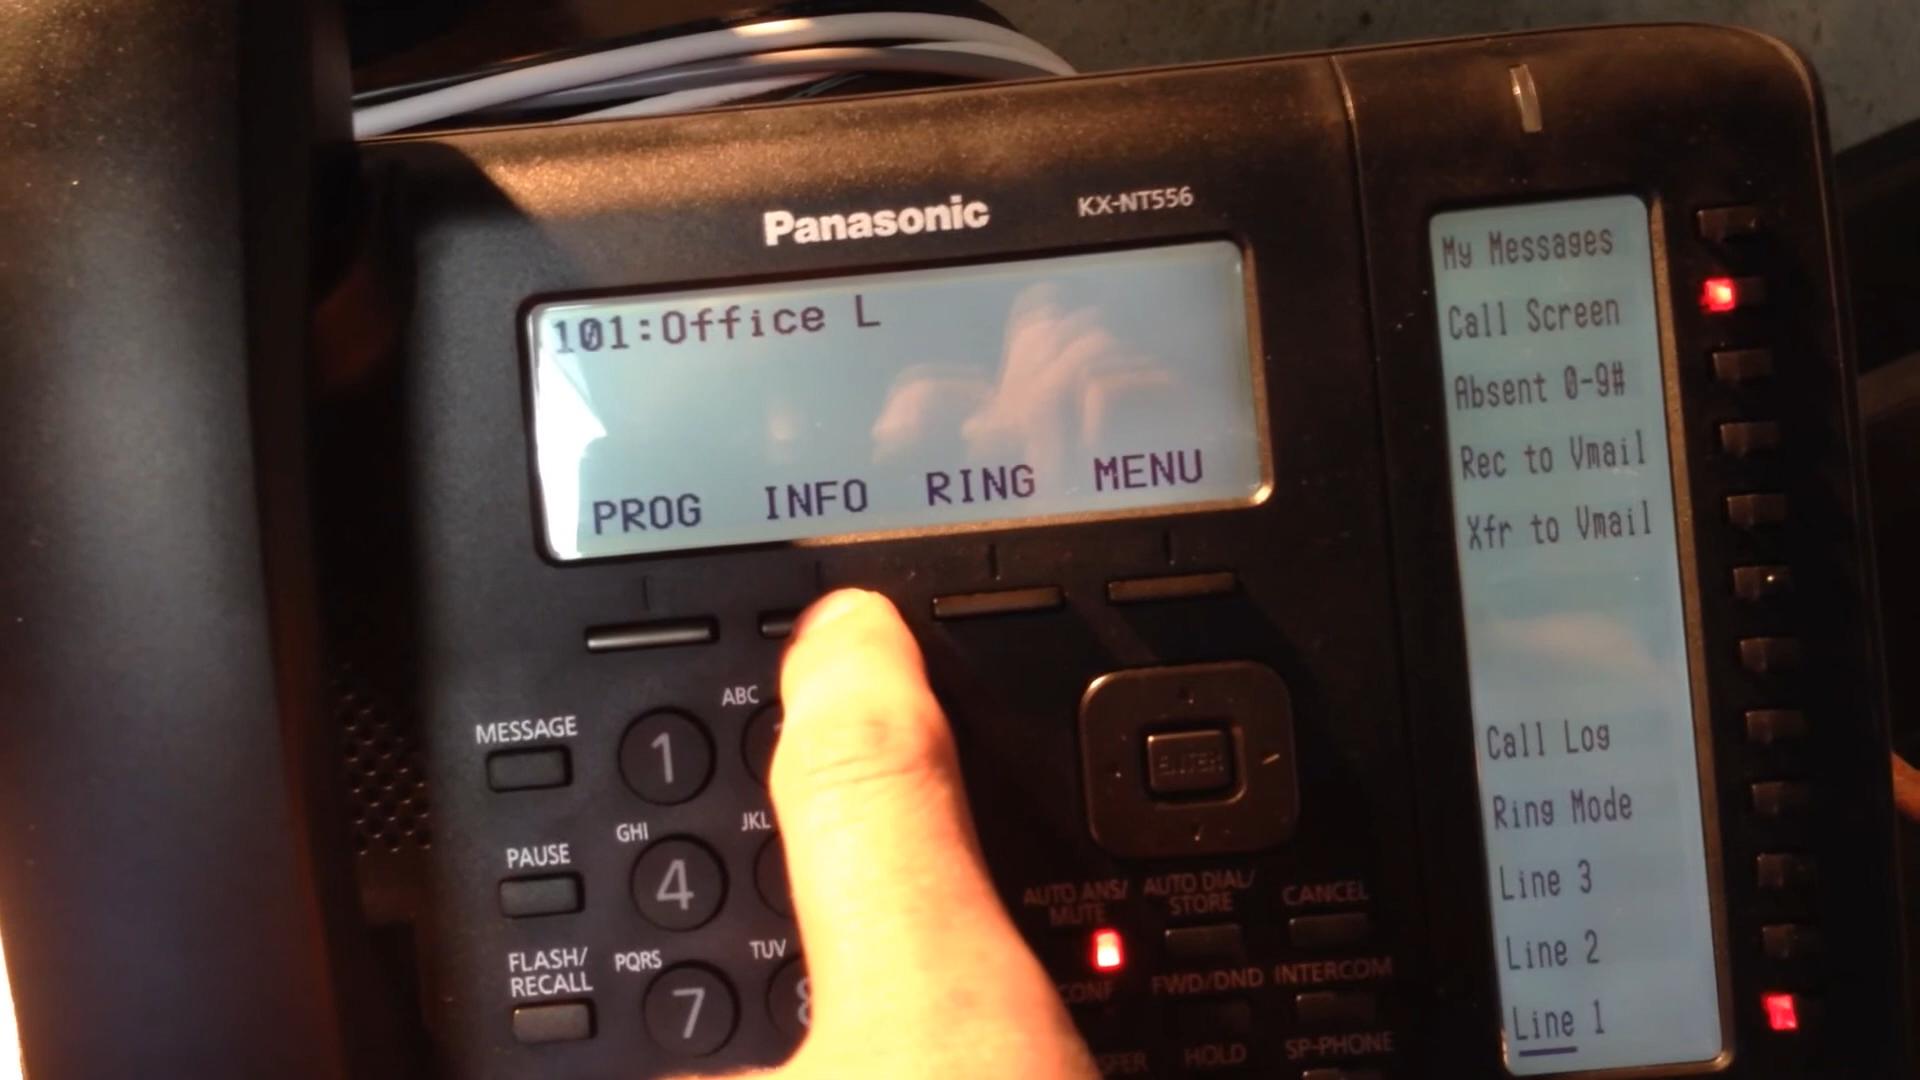 Panasonic KX-NT556
101:Office L
PROG INFO RING MENU
My Messages
Call Screen
Absent 0-9#
Rec to Vmail
Xfr to Vmail
Call Log
Ring Mode
Line 3
Line 2
Line 1
ABC
MESSAGE
1
ENTER
GHI JKL
PAUSE
4
AUTO ANS/
MUTE
AUTO DIAL/
STORE
CANCEL
PQRS TUV
FLASH/
RECALL
7 8
CONF FWD/DND INTERCOM
HOLD SP-PHONE